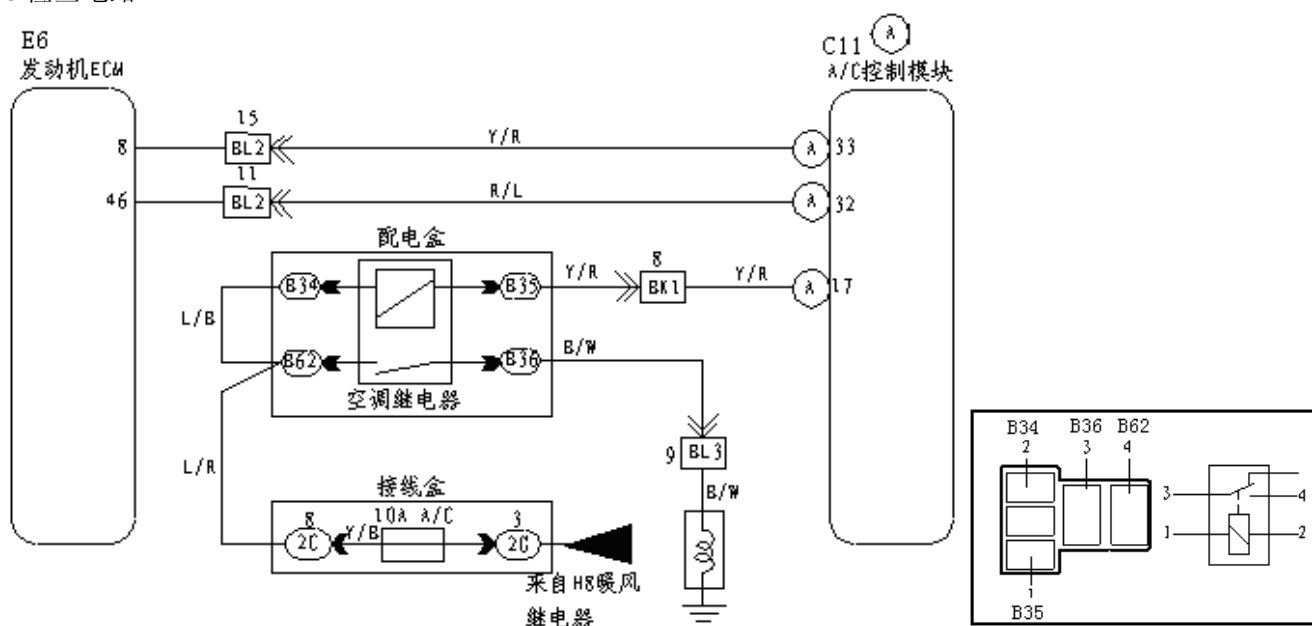 E6
发动机ECM
C11 A
A/C控制模块
15
8 BL2 Y/R A 33
11
46 BL2 R/L A 32
配电盒
B34 B35 Y/R 8 BK1 Y/R A 17
L/B
B62 B36 B/W
空调继电器
L/R
9 BL3
B/W
接线盒
8 10A A/C 3
2C Y/B 2C
来自H8暖风
继电器
B34 B36 B62
2 3 4
3 4
1 2
1
B35